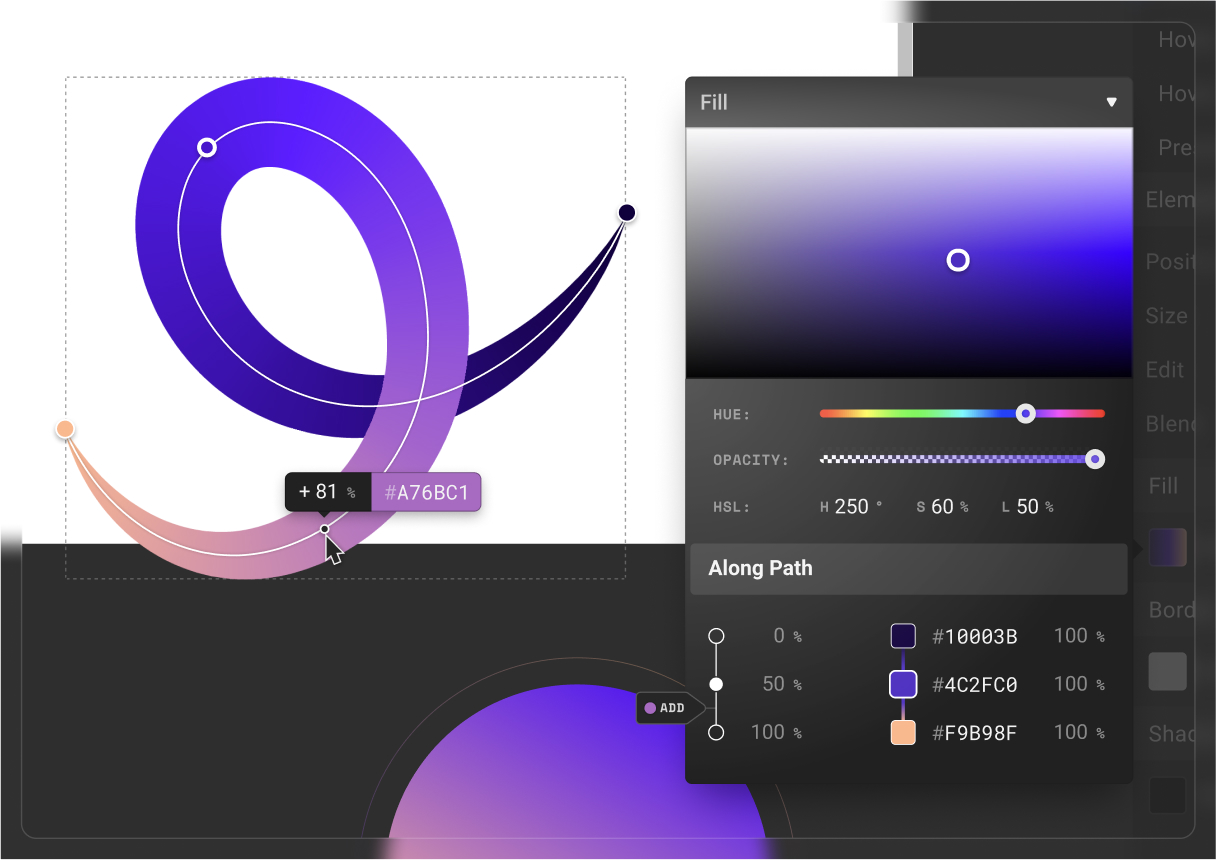 Fill
HUE:
OPACITY:
HSL: H 250 ° S 60 % L 50 %
Along Path
0 % #10003B 100 %
50 % #4C2FC0 100 %
100 % #F9B98F 100 %
ADD
+ 81 % #A76BC1
Hov
Hov
Pre
Elem
Posit
Size
Edit
Blend
Fill
Bord
Shad